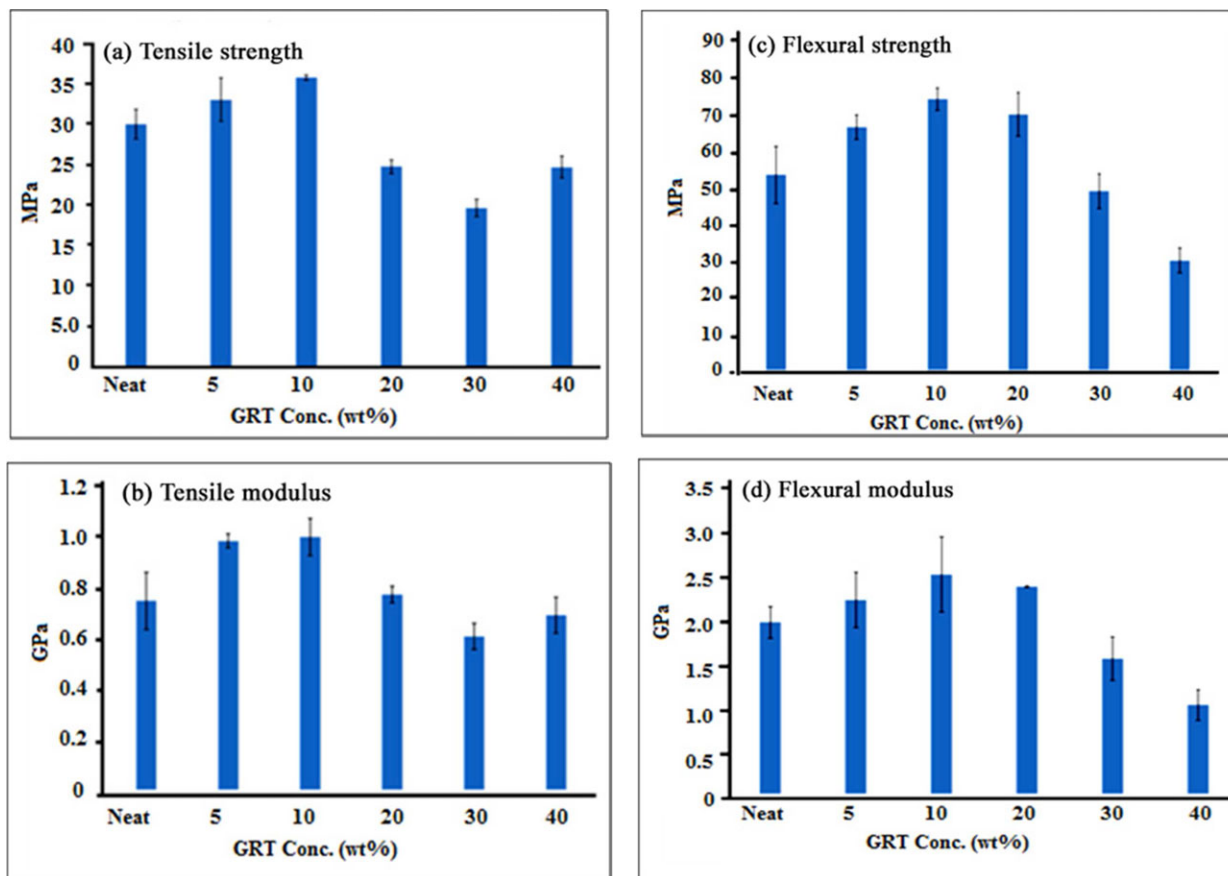 (a) Tensile strength
40
35
30
25
20
15
10
5.0
0
MPa
Neat 5 10 20 30 40
GRT Conc. (wt%)
(c) Flexural strength
90
80
70
60
50
40
30
20
10
0
MPa
Neat 5 10 20 30 40
GRT Conc. (wt%)
(b) Tensile modulus
1.2
1.0
0.8
0.6
0.4
0.2
0
GPa
Neat 5 10 20 30 40
GRT Conc. (wt%)
(d) Flexural modulus
3.5
3.0
2.5
2.0
1.5
1.0
0.5
0
GPa
Neat 5 10 20 30 40
GRT Conc. (wt%)